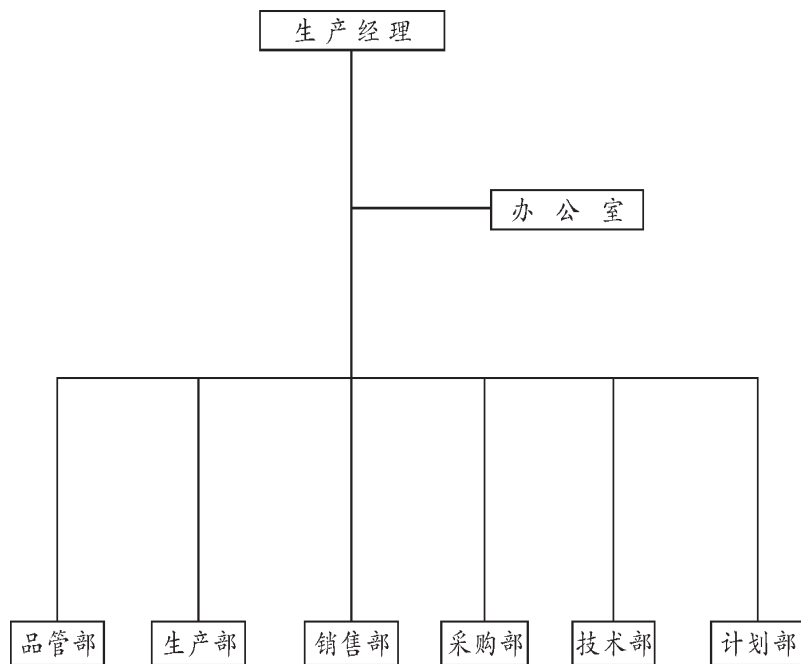 生产经理
办公室
品管部
生产部
销售部
采购部
技术部
计划部